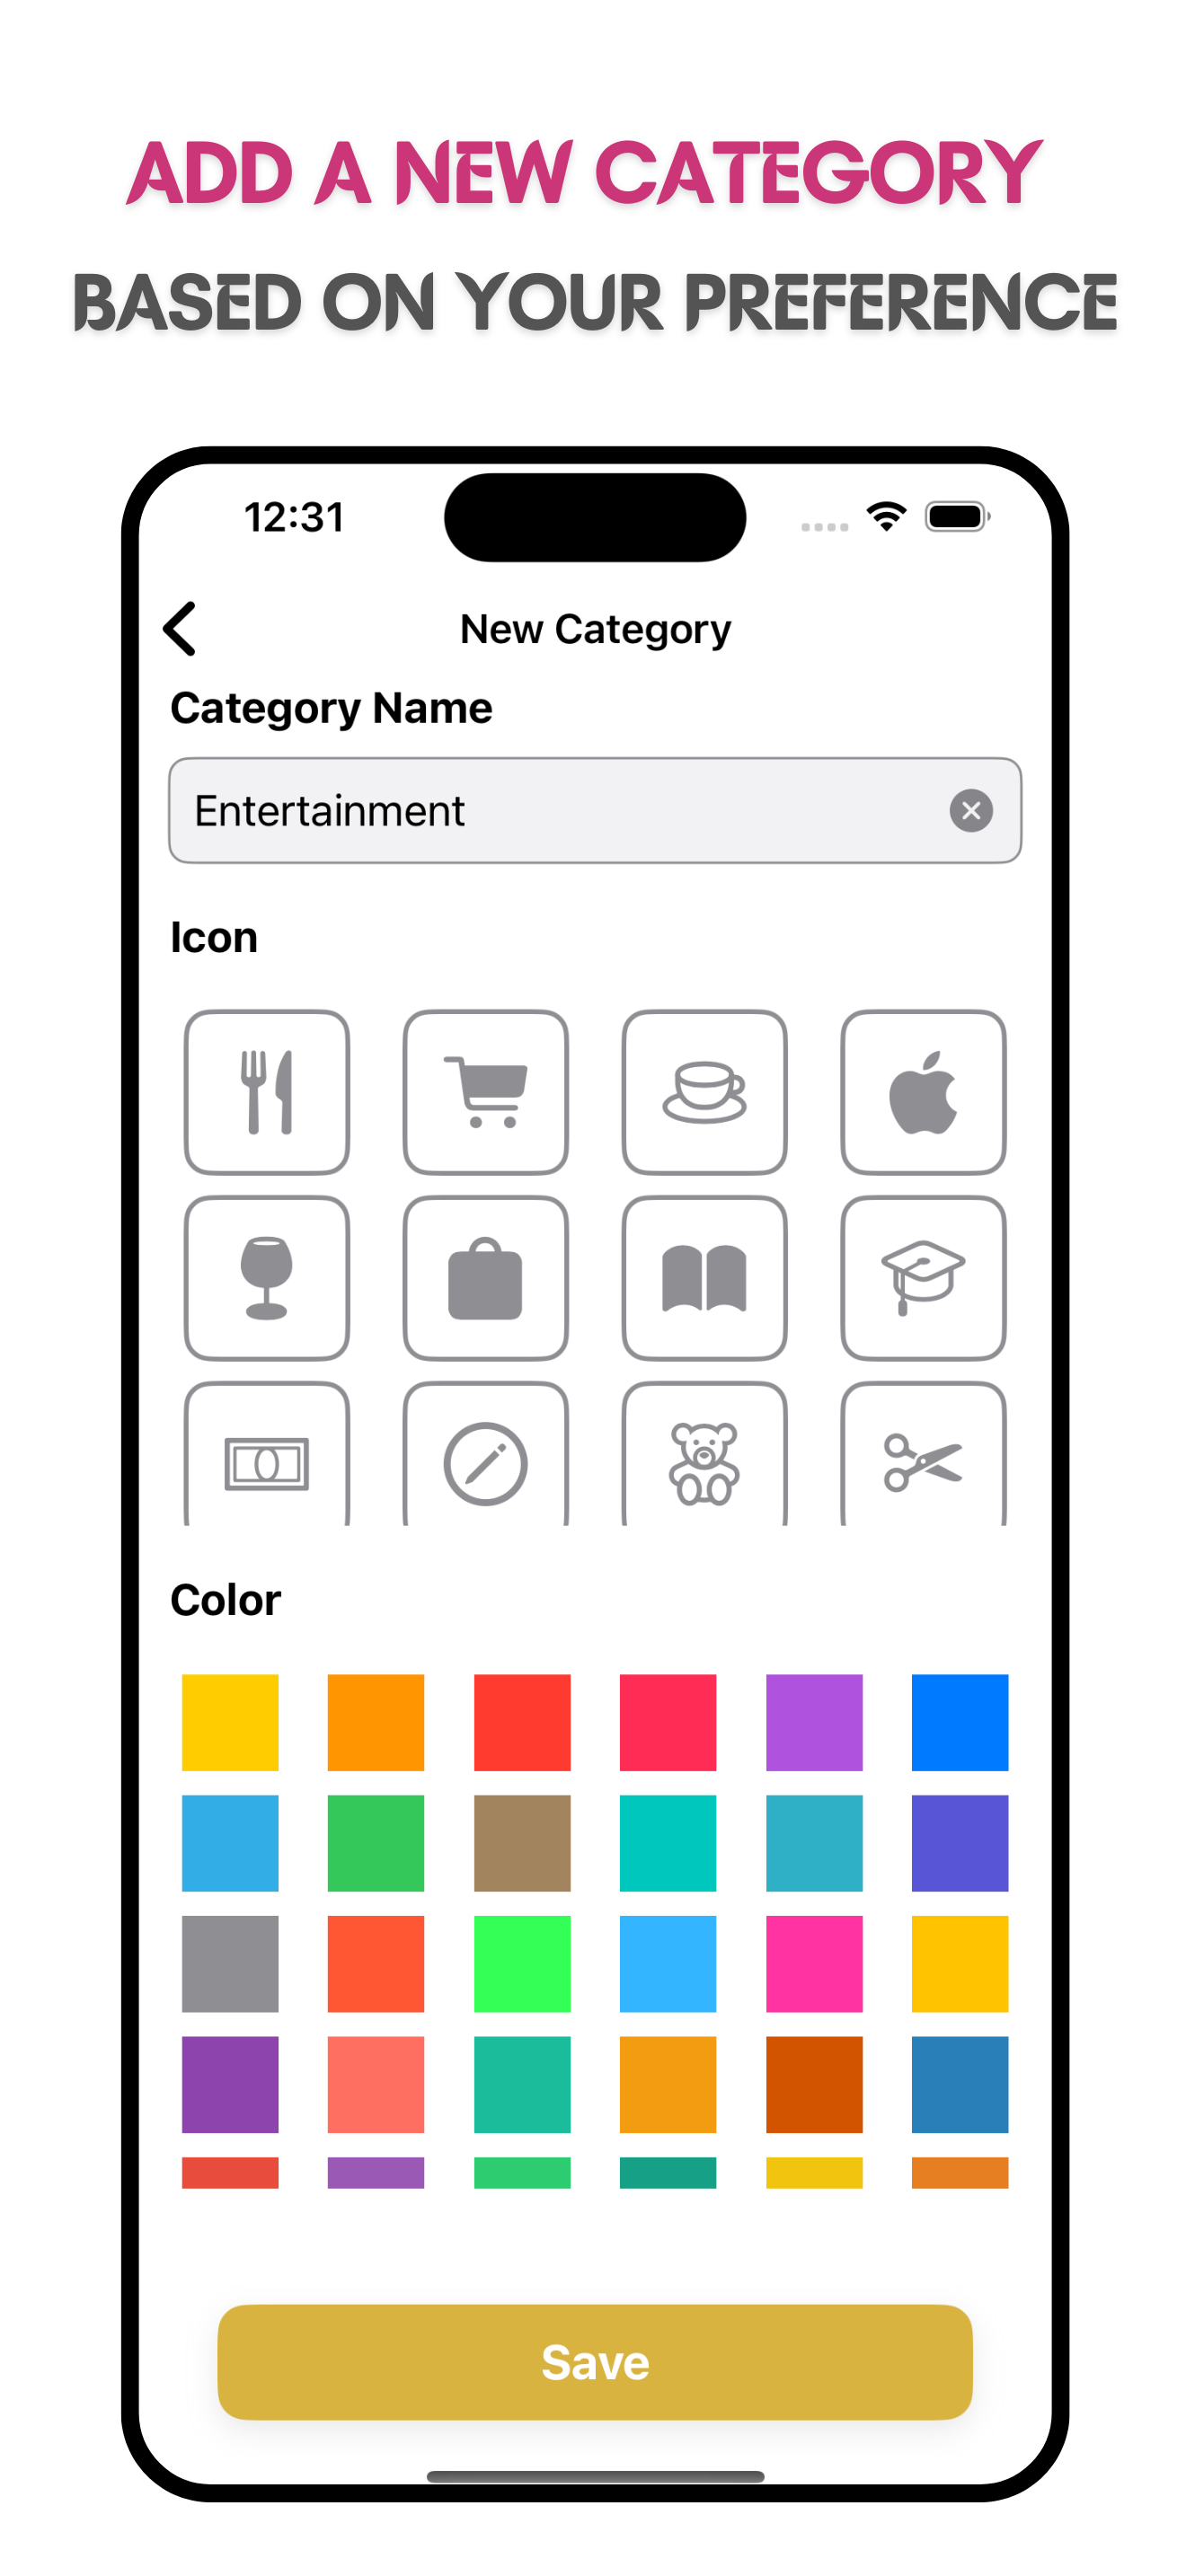 ADD A NEW CATEGORY
BASED ON YOUR PREFERENCE
12:31
New Category
Category Name
Entertainment
Icon
Color
Save